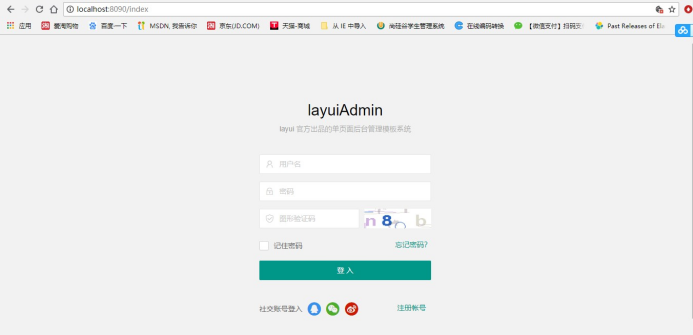 localhost:8090/index
应用 爱淘购物 百度一下 MSDN, 我告诉你 京东(JD.COM) 天猫-商城 从 IE 中导入 尚硅谷学生管理系统 在线编码转换 【微信支付】扫码支 Past Releases of Ela
layuiAdmin
layui 官方出品的单页面后台管理模板系统
用户名
密码
图形验证码
记住密码 忘记密码?
登 入
社交账号登入 注册帐号